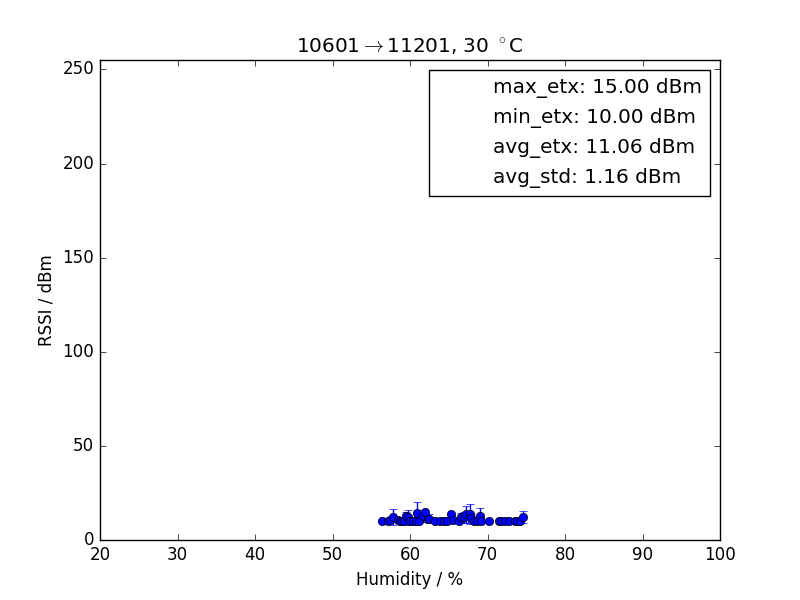 10601→11201, 30 °C
max_etx: 15.00 dBm
min_etx: 10.00 dBm
avg_etx: 11.06 dBm
avg_std: 1.16 dBm
RSSI / dBm
250
200
150
100
50
0
20 30 40 50 60 70 80 90 100
Humidity / %